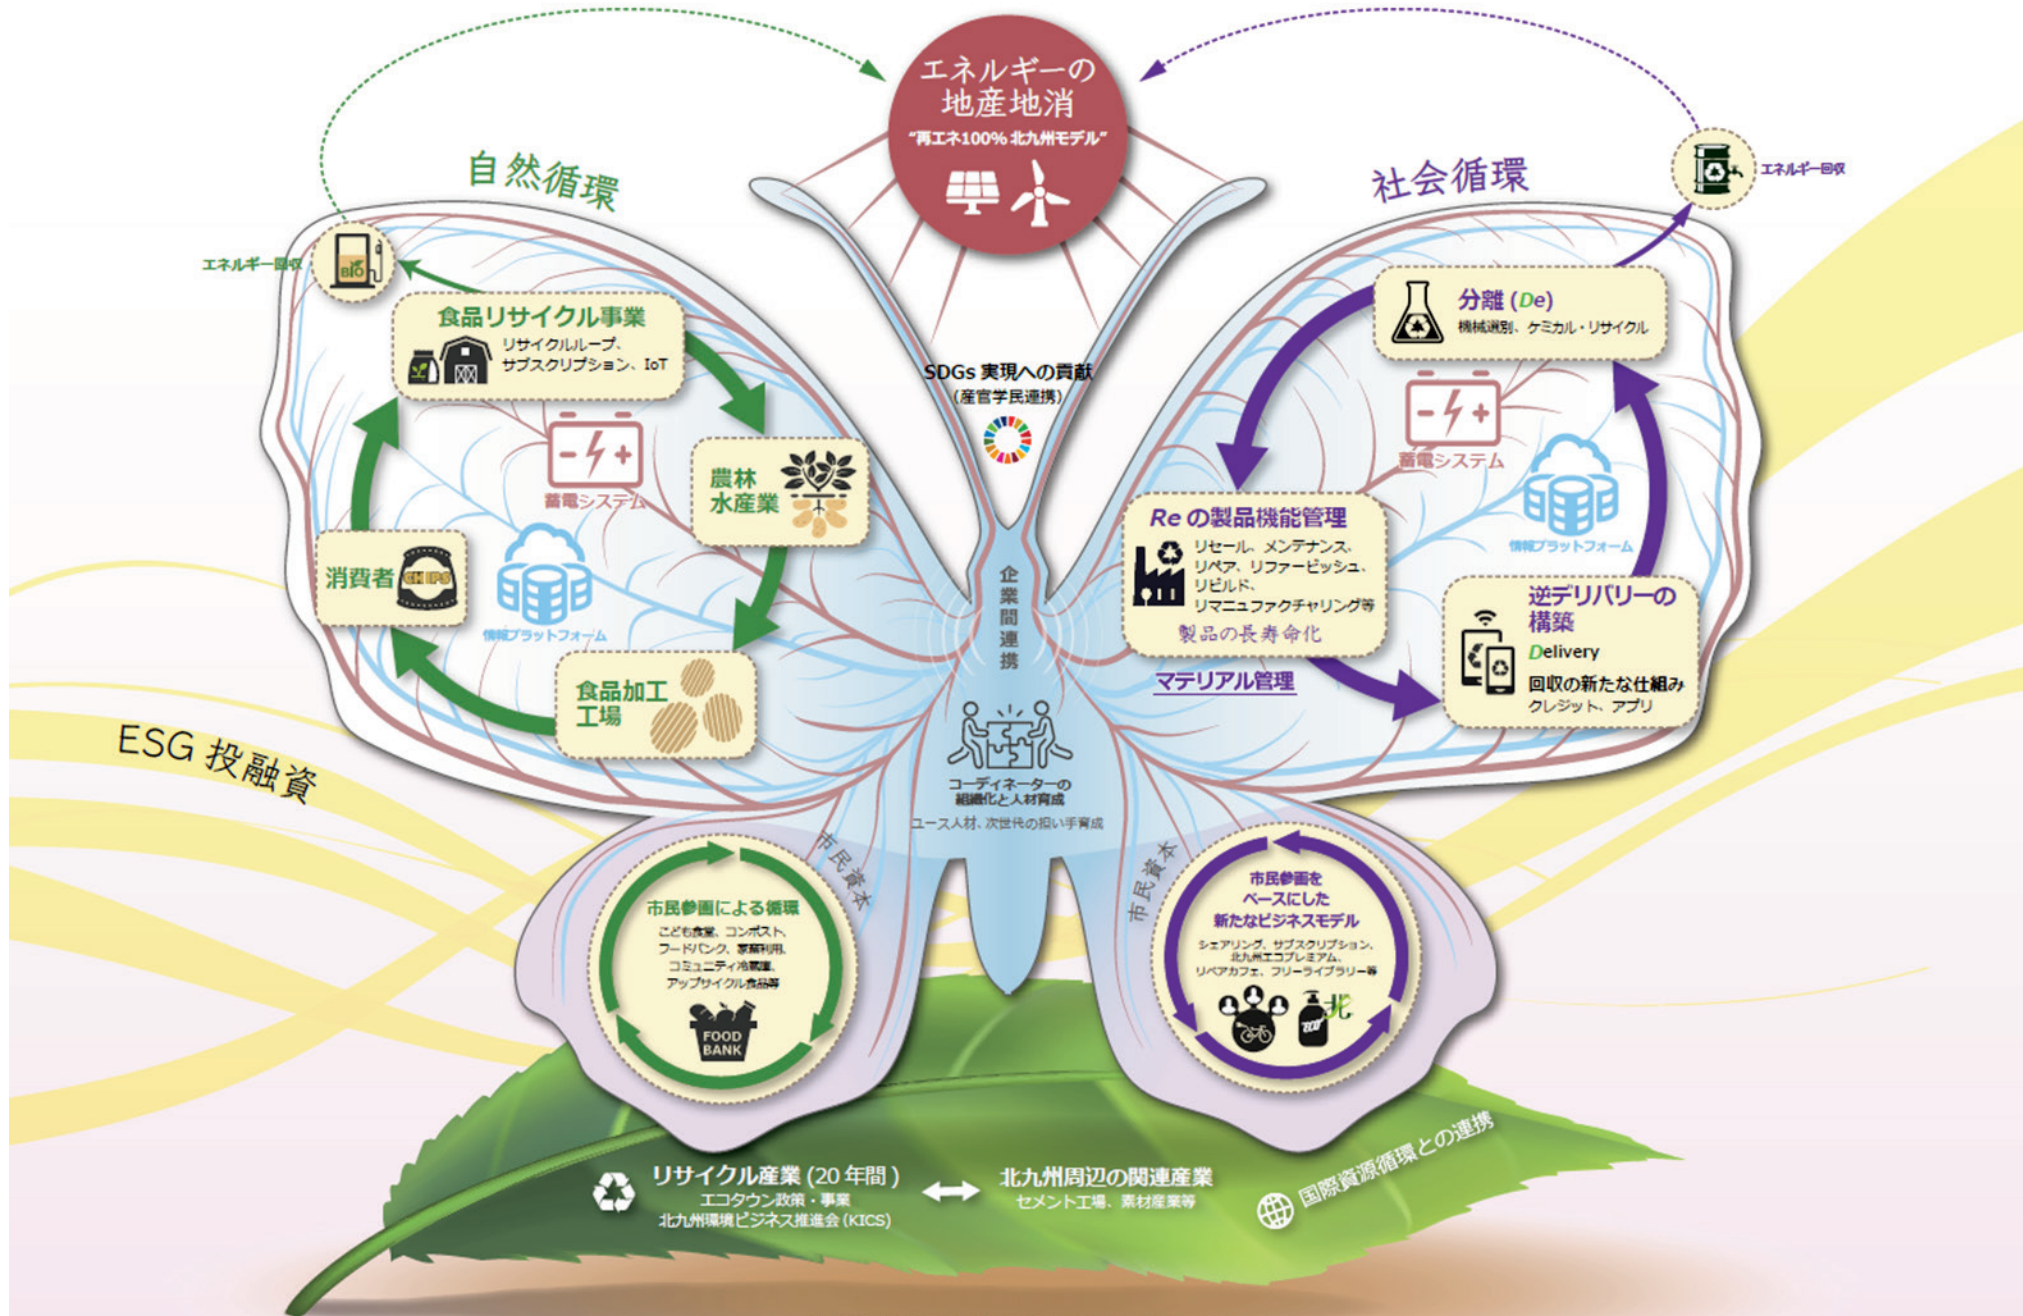 エネルギーの
地産地消
“再エネ100% 北九州モデル”
自然循環
社会循環
エネルギー回収
エネルギー回収
BIO
食品リサイクル事業
リサイクルループ、
サブスクリプション、IoT
農林
水産業
食品加工
工場
消費者
CHIPS
蓄電システム
情報プラットフォーム
SDGs 実現への貢献
(産官学民連携)
分離 (De)
機械選別、ケミカル・リサイクル
蓄電システム
情報プラットフォーム
Re の製品機能管理
リセール、メンテナンス、
リペア、リファービッシュ、
リビルド、
リマニュファクチャリング等
製品の長寿命化
マテリアル管理
逆デリバリーの
構築
Delivery
回収の新たな仕組み
クレジット、アプリ
企業間連携
コーディネーターの
組織化と人材育成
ユース人材、次世代の担い手育成
ESG 投融資
市民資本
市民資本
市民参画による循環
こども食堂、コンポスト、
フードバンク、家庭利用、
コミュニティ冷蔵庫、
アップサイクル食品等
FOOD
BANK
市民参画を
ベースにした
新たなビジネスモデル
シェアリング、サブスクリプション、
北九州エコプレミアム、
リペアカフェ、フリーライブラリー等
ECO
北
リサイクル産業 (20 年間)
エコタウン政策・事業
北九州環境ビジネス推進会 (KICS)
北九州周辺の関連産業
セメント工場、素材産業等
国際資源循環との連携